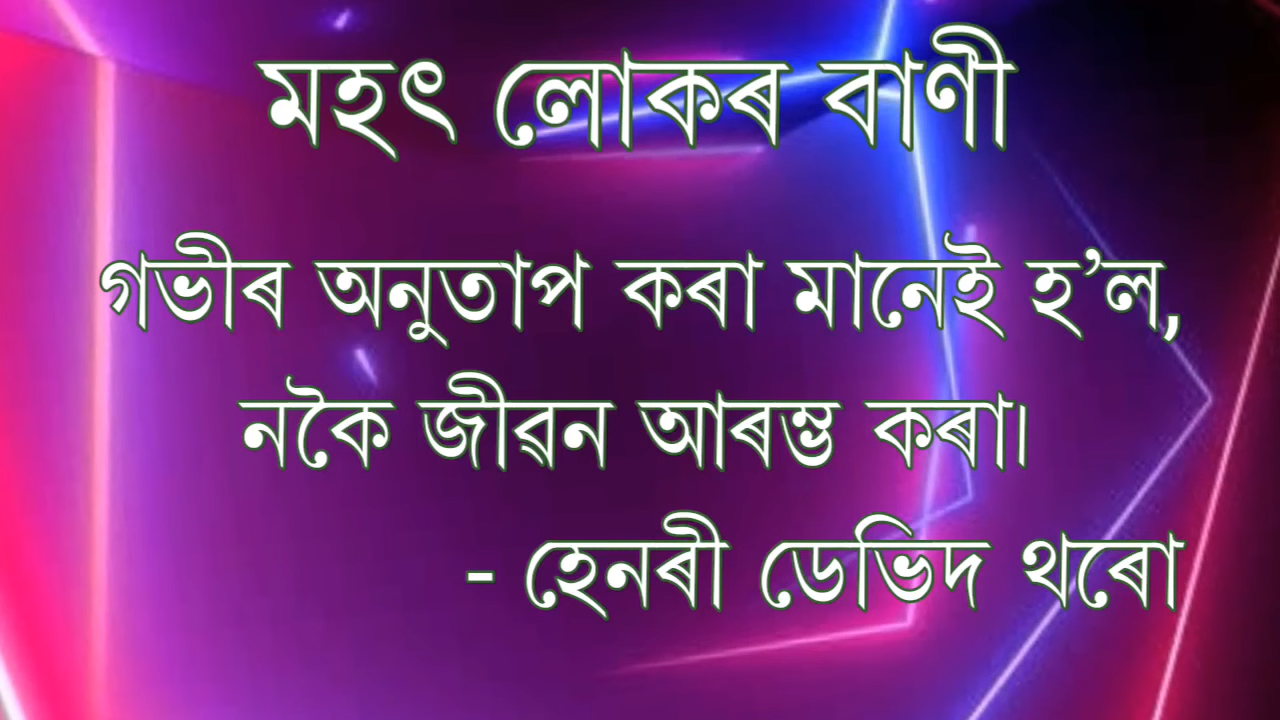 মহৎ লোকৰ বাণী
গভীৰ অনুতাপ কৰা মানেই হ’ল,
নকৈ জীৱন আৰম্ভ কৰা।
- হেনৰী ডেভিদ থৰো